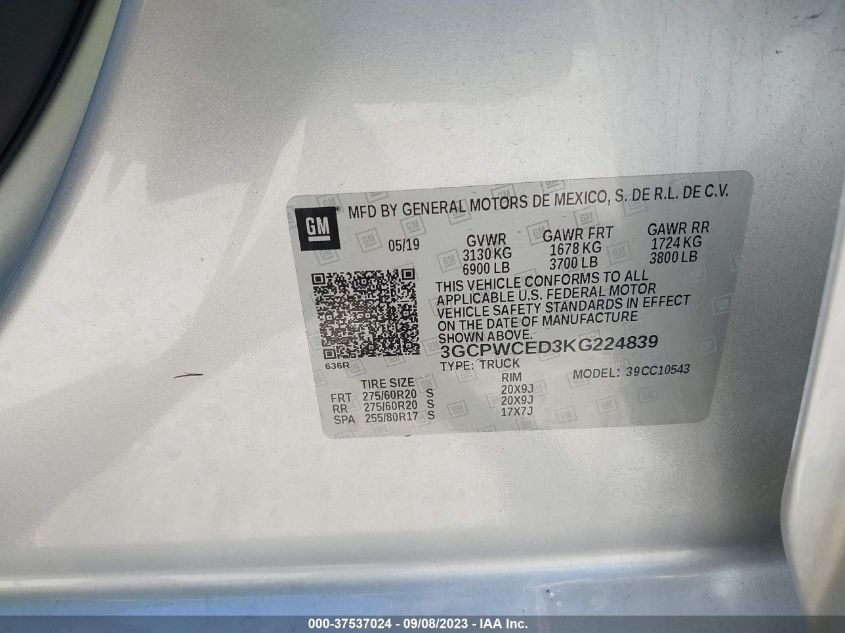 GM ®
MFD BY GENERAL MOTORS DE MEXICO, S. DE R.L. DE C.V.
05/19 GVWR GAWR FRT GAWR RR
3130 KG 1678 KG 1724 KG
6900 LB 3700 LB 3800 LB
THIS VEHICLE CONFORMS TO ALL
APPLICABLE U.S. FEDERAL MOTOR
VEHICLE SAFETY STANDARDS IN EFFECT
ON THE DATE OF MANUFACTURE
SHOWN ABOVE.
3GCPWCED3KG224839
636R
TYPE: TRUCK MODEL: 39CC10543
TIRE SIZE RIM
FRT 275/60R20 S 20X9J
RR 275/60R20 S 20X9J
SPA 255/80R17 S 17X7J
000-37537024 - 09/08/2023 - IAA Inc.